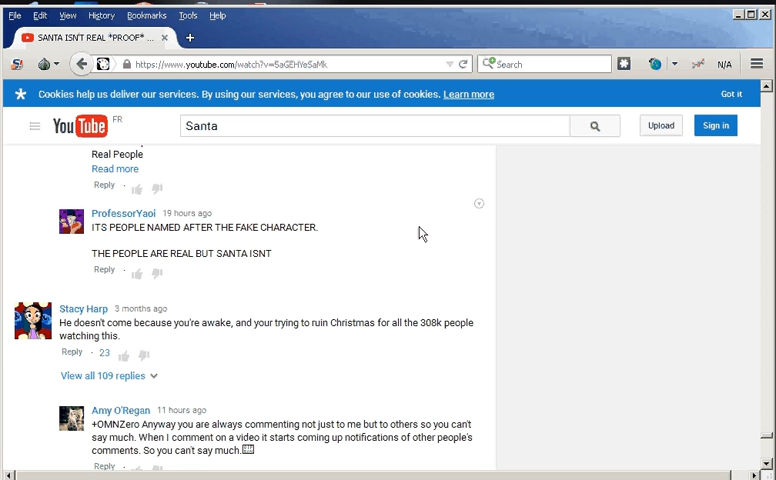 File Edit View History Bookmarks Tools Help
SANTA ISN'T REAL *PROOF* ...
https://www.youtube.com/watch?v=SaGEHYeSaMk
Search
N/A
Cookies help us deliver our services. By using our services, you agree to our use of cookies. Learn more
Got it
YouTube FR
Santa
Upload
Sign in
Real People
Read more
Reply ·
ProfessorYaoi 19 hours ago
ITS PEOPLE NAMED AFTER THE FAKE CHARACTER.
THE PEOPLE ARE REAL BUT SANTA ISNT
Reply ·
Stacy Harp 3 months ago
He doesn't come because you're awake, and your trying to ruin Christmas for all the 308k people
watching this.
Reply · 23
View all 109 replies
Amy O'Regan 11 hours ago
+OMNZero Anyway you are always commenting not just to me but to others so you can't
say much. When I comment on a video it starts coming up notifications of other people's
comments. So you can't say much.
Reply ·